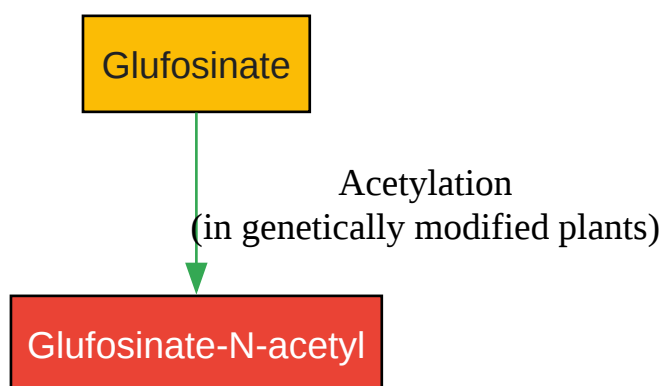 Glufosinate
Acetylation
(in genetically modified plants)
Glufosinate-N-acetyl